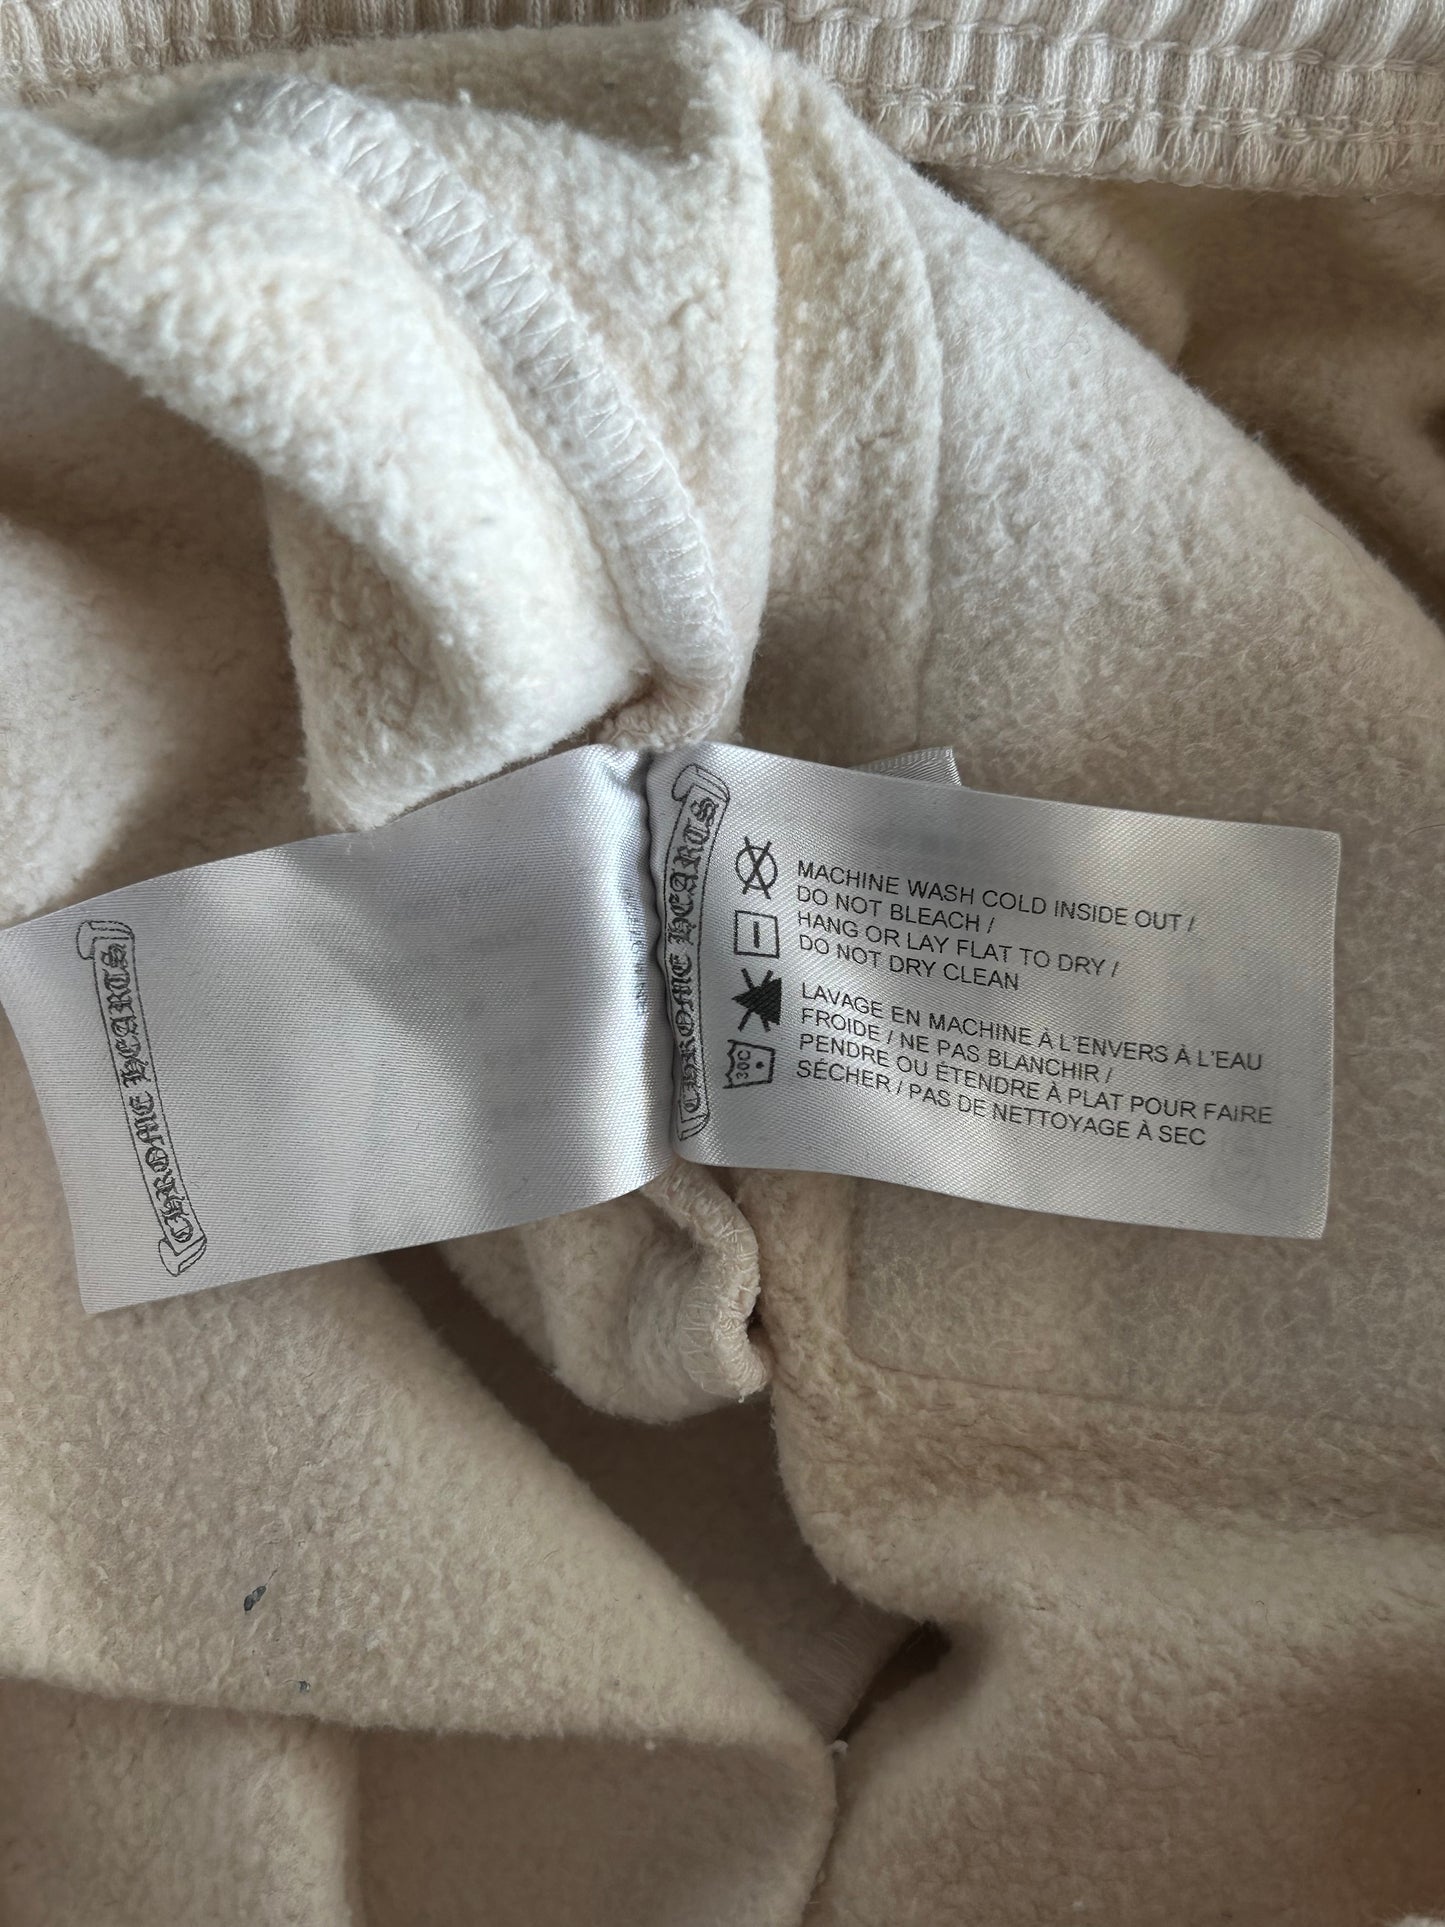 CHROME HEARTS
CHROME HEARTS
MACHINE WASH COLD INSIDE OUT /
DO NOT BLEACH /
HANG OR LAY FLAT TO DRY /
DO NOT DRY CLEAN
LAVAGE EN MACHINE À L'ENVERS À L'EAU
FROIDE / NE PAS BLANCHIR /
PENDRE OU ÉTENDRE À PLAT POUR FAIRE
SÉCHER / PAS DE NETTOYAGE À SEC
30C